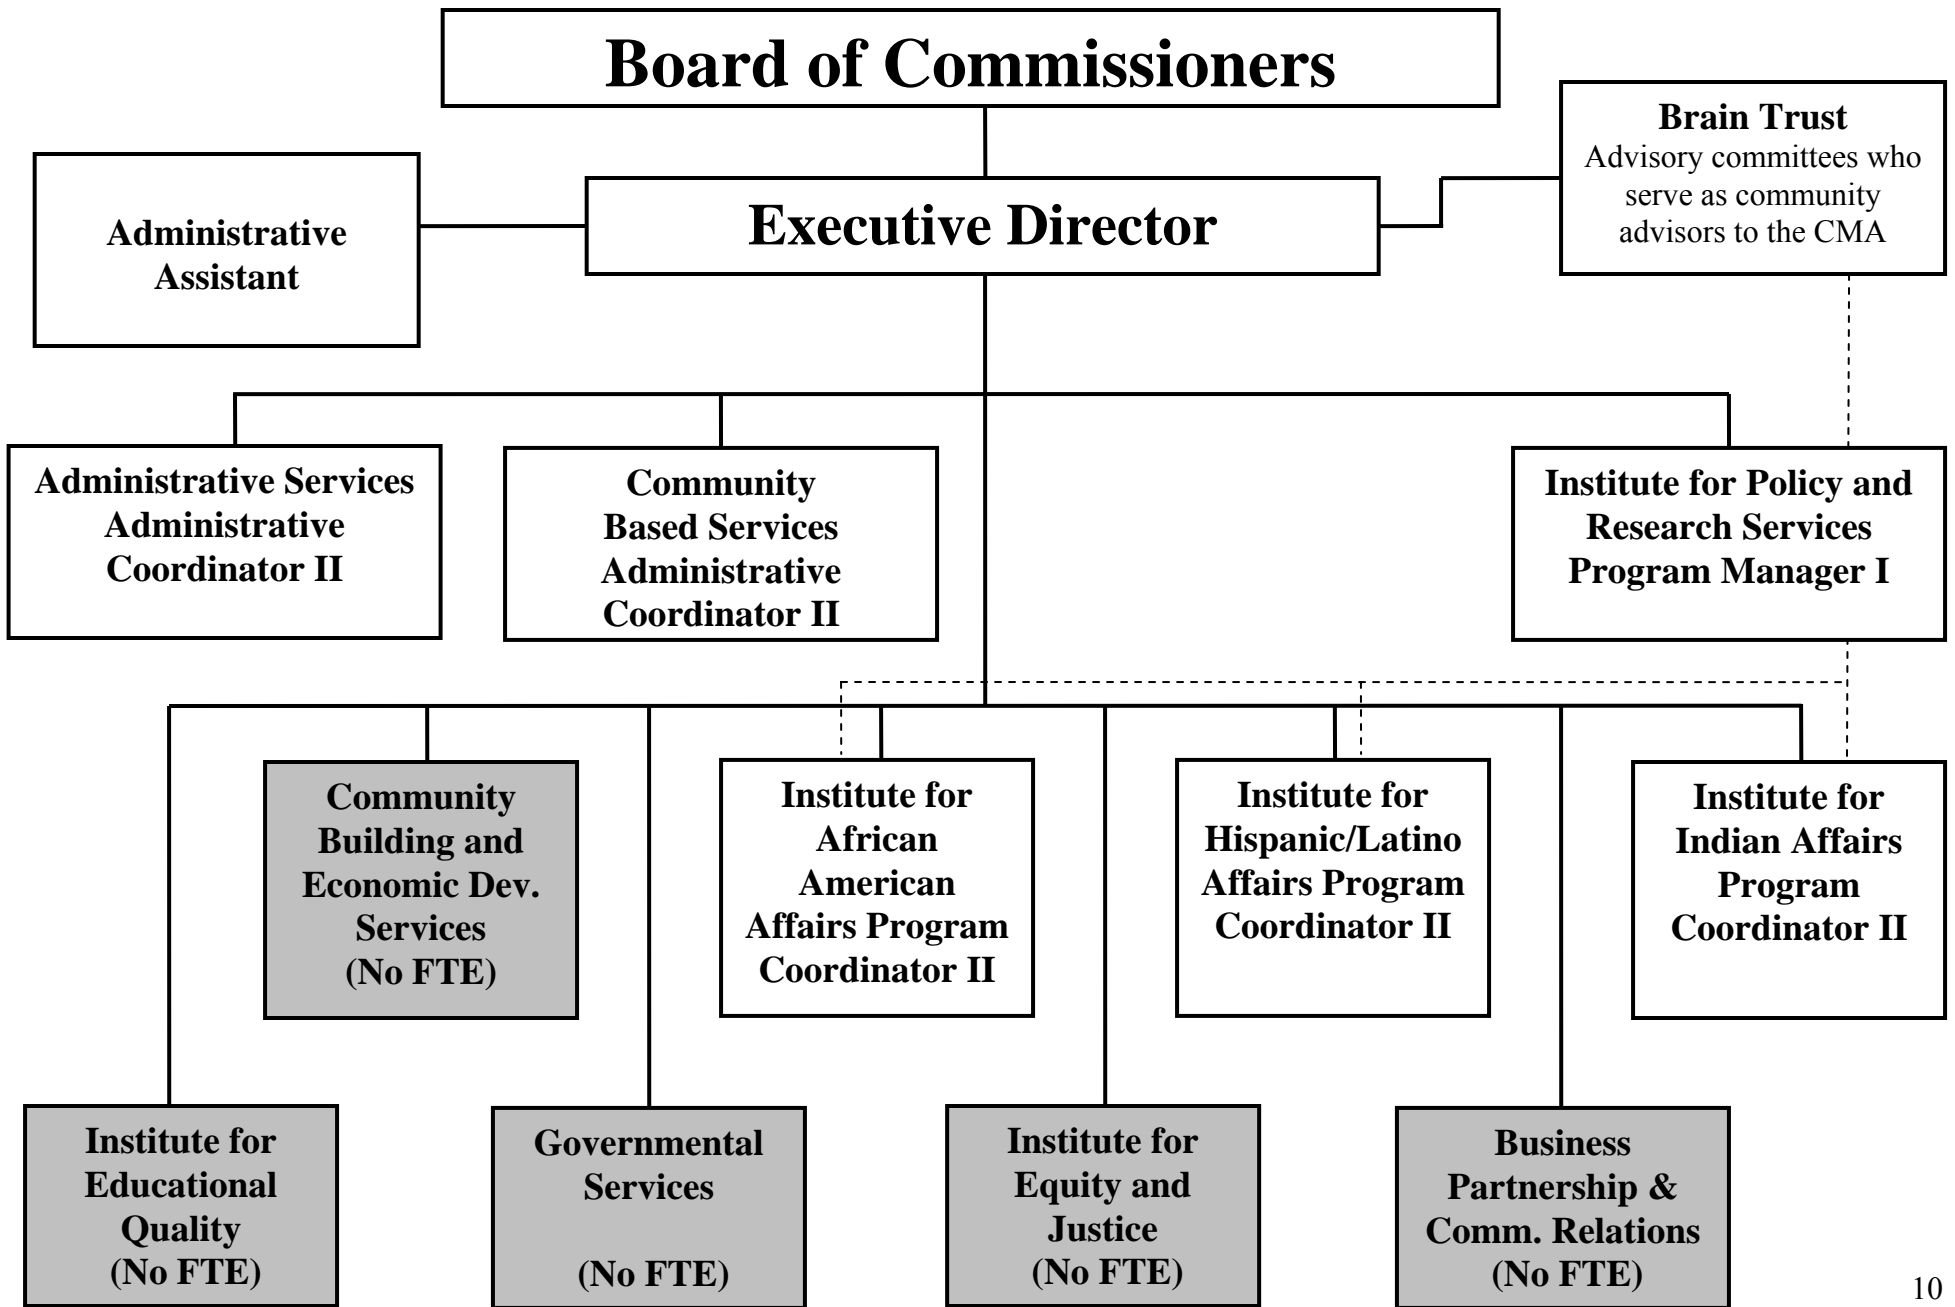 Board of Commissioners
Brain Trust
Advisory committees who
serve as community
advisors to the CMA
Administrative
Assistant
Executive Director
Administrative Services
Administrative
Coordinator II
Community
Based Services
Administrative
Coordinator II
Institute for Policy and
Research Services
Program Manager I
Community
Building and
Economic Dev.
Services
(No FTE)
Institute for
African
American
Affairs Program
Coordinator II
Institute for
Hispanic/Latino
Affairs Program
Coordinator II
Institute for
Indian Affairs
Program
Coordinator II
Institute for
Educational
Quality
(No FTE)
Governmental
Services
(No FTE)
Institute for
Equity and
Justice
(No FTE)
Business
Partnership &
Comm. Relations
(No FTE)
10